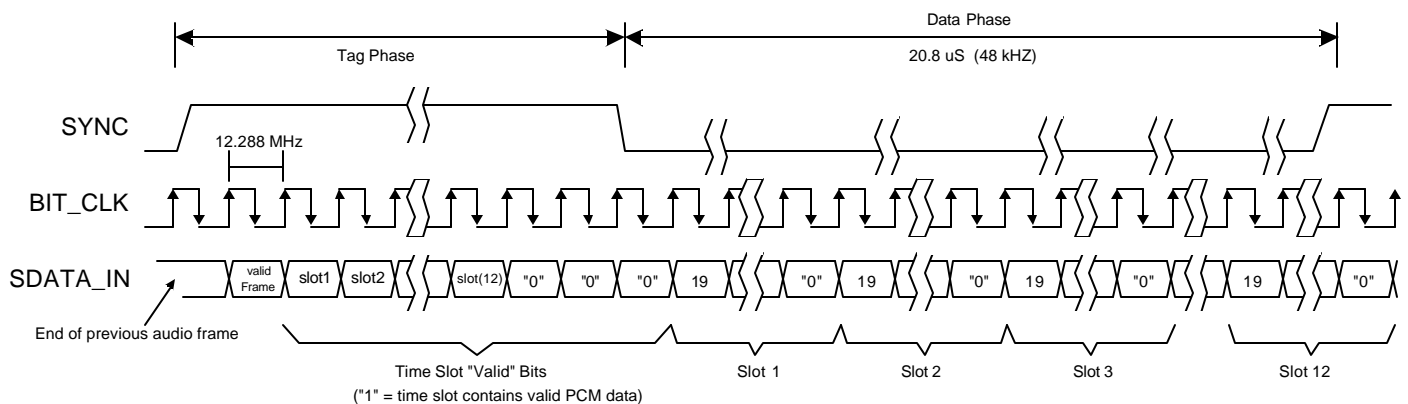 Data Phase
Tag Phase
20.8 uS (48 kHZ)
SYNC
12.288 MHz
BIT_CLK
SDATA_IN
valid
Frame
slot1
slot2
slot(12)
"0"
"0"
"0"
19
"0"
19
"0"
19
"0"
19
"0"
End of previous audio frame
Time Slot "Valid" Bits
("1" = time slot contains valid PCM data)
Slot 1
Slot 2
Slot 3
Slot 12